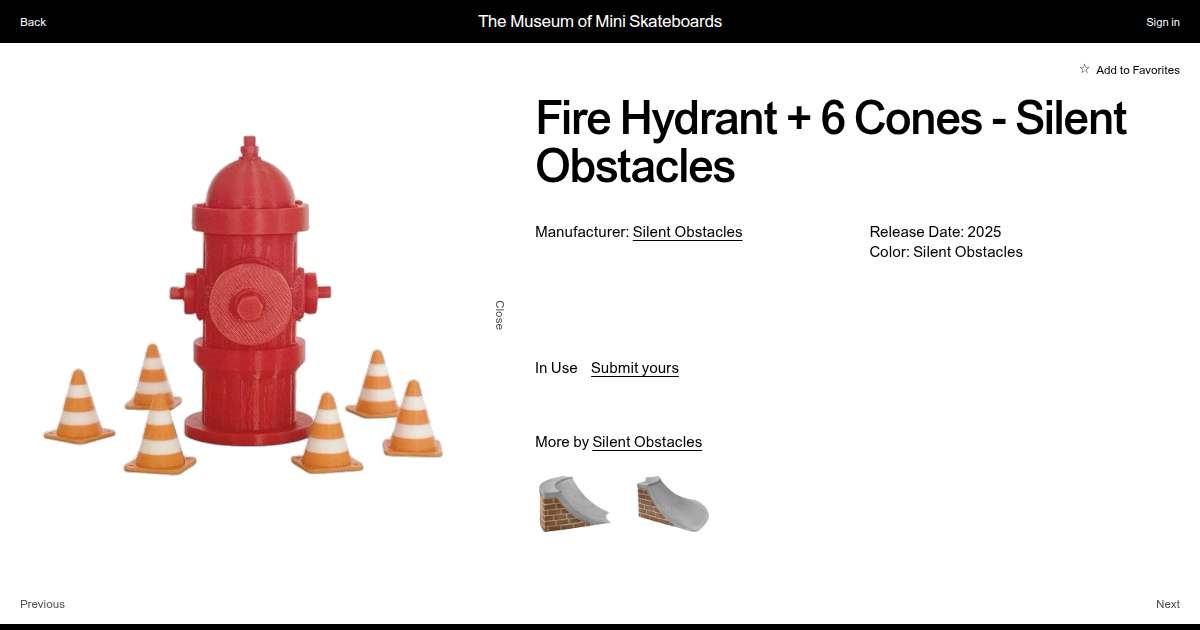 Back
The Museum of Mini Skateboards
Sign in
☆ Add to Favorites
Fire Hydrant + 6 Cones - Silent
Obstacles
Manufacturer: Silent Obstacles
Release Date: 2025
Color: Silent Obstacles
Close
In Use Submit yours
More by Silent Obstacles
Previous
Next